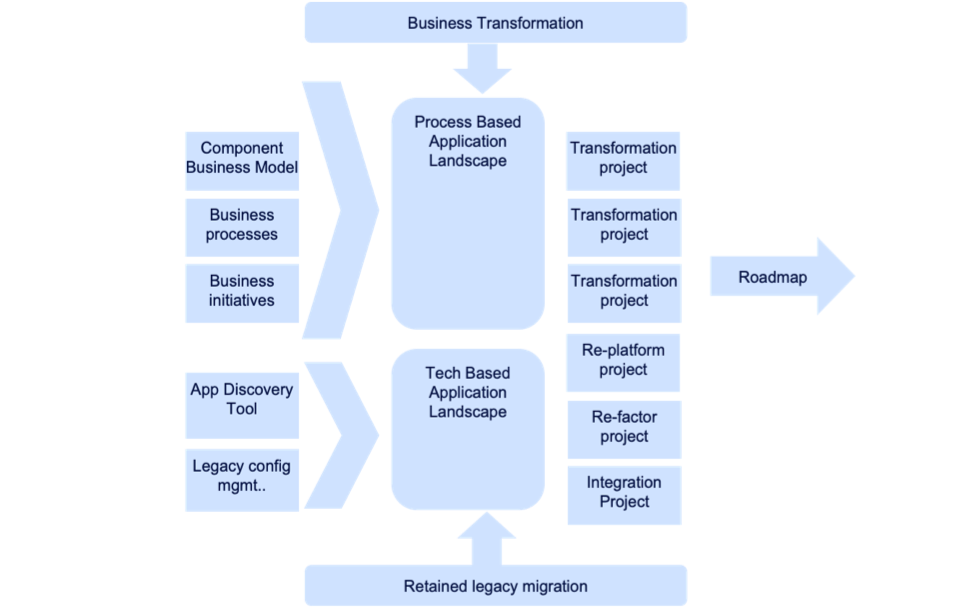 Business Transformation
Component
Business Model
Business
processes
Business
initiatives
Process Based
Application
Landscape
Transformation
project
Transformation
project
Transformation
project
Roadmap
App Discovery
Tool
Legacy config
mgmt..
Tech Based
Application
Landscape
Re-platform
project
Re-factor
project
Integration
Project
Retained legacy migration